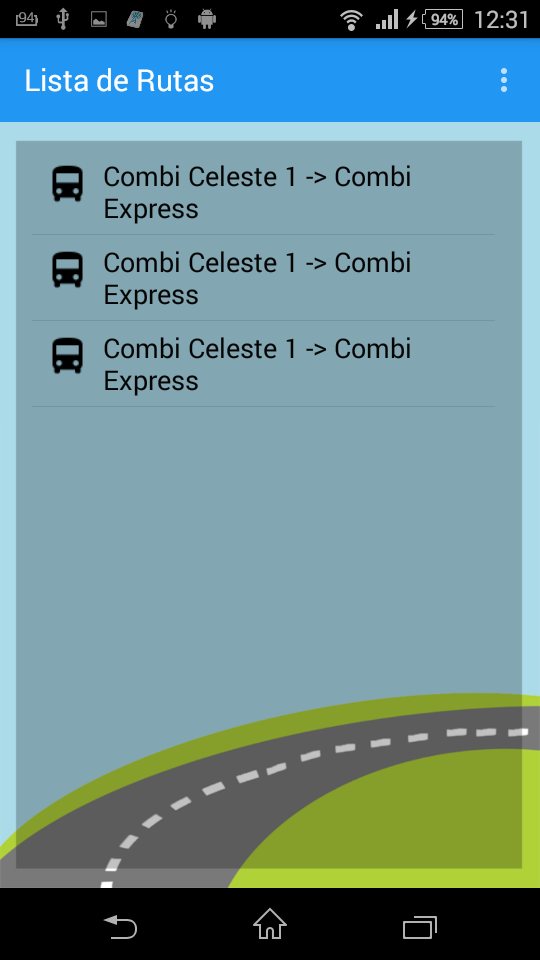 94
94%
12:31
Lista de Rutas
Combi Celeste 1 -> Combi
Express
Combi Celeste 1 -> Combi
Express
Combi Celeste 1 -> Combi
Express